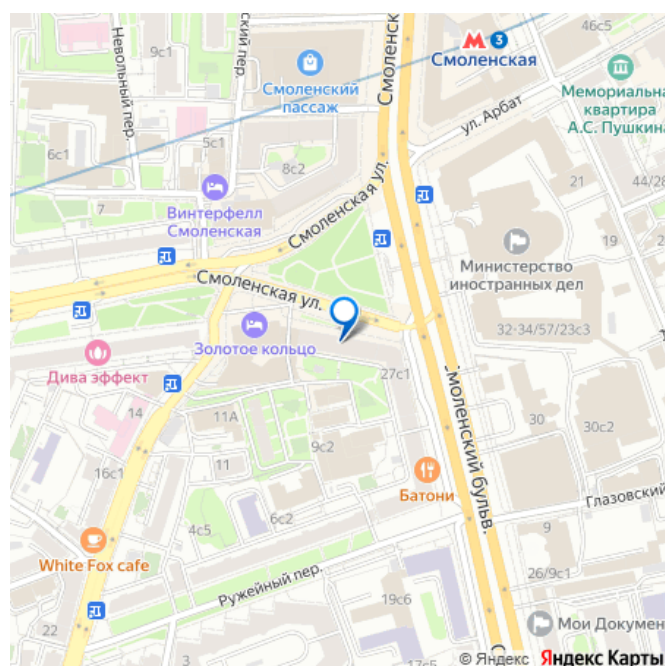 Невольный пер.
9с1
ский пер.
Смоленский
пассаж
Смоленск
3
Смоленская
46с5
Мемориальна
квартира
А.С. Пушкина
ул. Арбат
6с1
5с1
8с2
7
Винтерфелл
Смоленская
Смоленская ул.
21
44/28
19
Министерство
иностранных дел
Смоленская ул.
32-34/57/23с3
Золотое кольцо
Дива эффект
27с1
Смоленский бульв.
14
11А
30
30с2
16с1
11
9с2
Батони
Глазовский
4с5
6с2
9
White Fox cafe
Ружейный пер.
26/9с1
19с6
22
Мои Докумен
© Яндекс Яндекс Карты